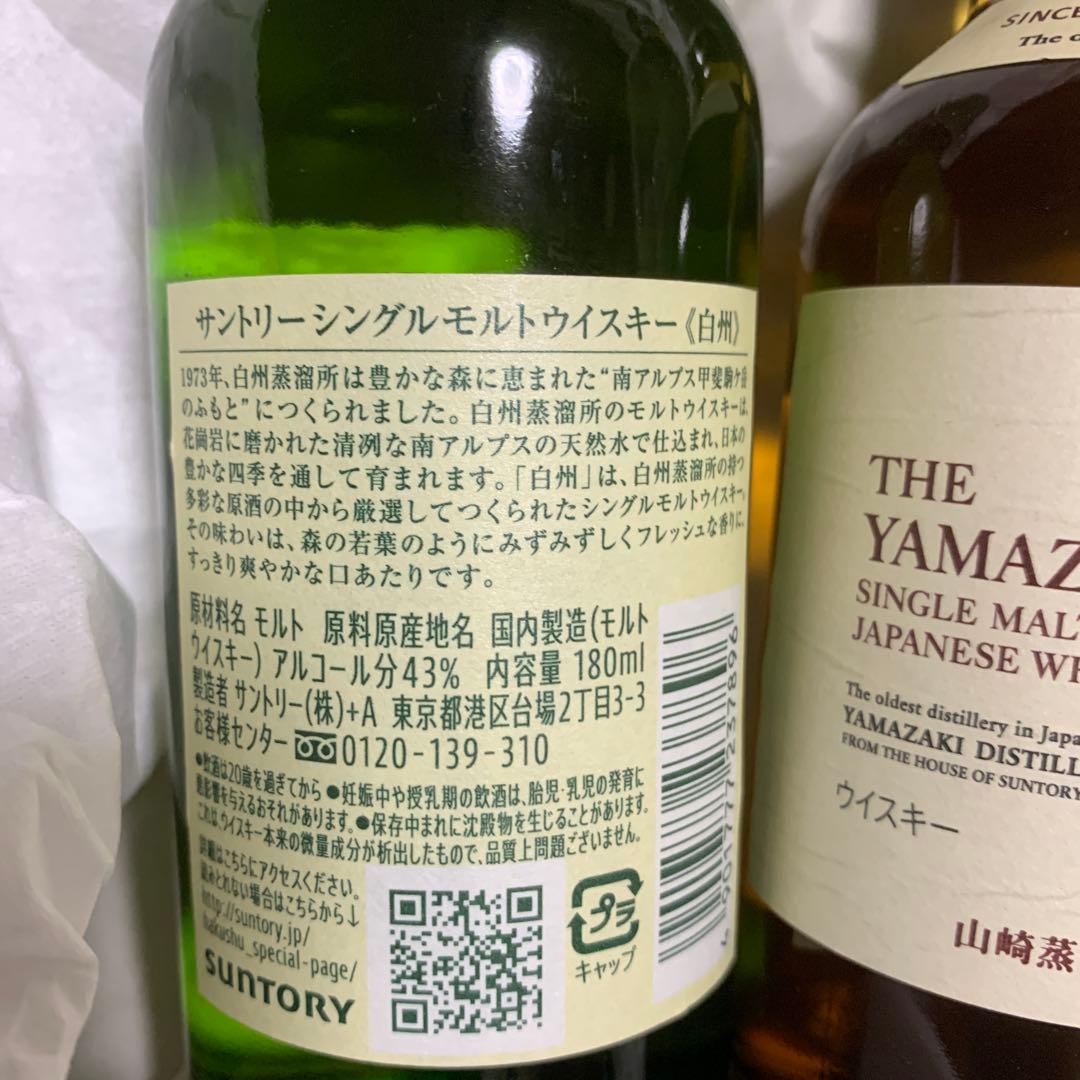 サントリーシングルモルトウイスキー《白州》
1973年、白州蒸溜所は豊かな森に恵まれた“南アルプス甲斐駒ケ岳
のふもと”につくられました。白州蒸溜所のモルトウイスキーは、
花崗岩に磨かれた清冽な南アルプスの天然水で仕込まれ、日本の
豊かな四季を通して育まれます。「白州」は、白州蒸溜所の持つ
多彩な原酒の中から厳選してつくられたシングルモルトウイスキー。
その味わいは、森の若葉のようにみずみずしくフレッシュな香りに、
すっきり爽やかな口あたりです。
原材料名 モルト 原料原産地名 国内製造(モルト
ウイスキー) アルコール分43% 内容量 180ml
製造者 サントリー(株)+A 東京都港区台場2丁目3-3
お客様センター 0120-139-310
●飲酒は20歳を過ぎてから ●妊娠中や授乳期の飲酒は、胎児・乳児の発育に
悪影響を与えるおそれがあります。●保存中まれに沈殿物を生じることがあります。
これは、ウイスキー本来の微量成分が析出したもので、品質上問題ございません。
詳細はこちらにアクセスください。
読みとれない場合はこちらから↓
http://suntory.jp/
hakushu_special-page/
SUNTORY
プラ
キャップ
4 901777 237896
SINCE
The o
THE
YAMAZ
SINGLE MALT
JAPANESE WH
The oldest distillery in Japa
YAMAZAKI DISTILL
FROM THE HOUSE OF SUNTORY
ウイスキー
山崎蒸